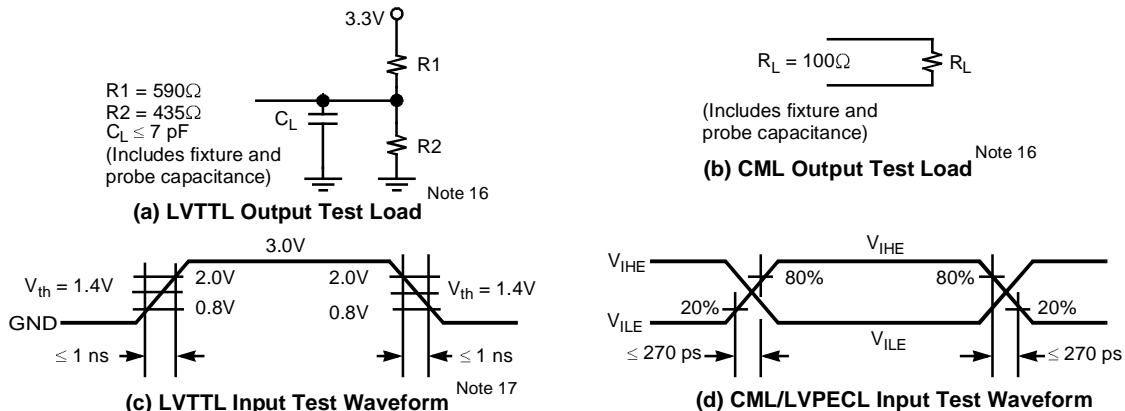 3.3V
R1
R1 = 590Ω
R2 = 435Ω
C_L ≤ 7 pF
(Includes fixture and
probe capacitance)
C_L
R2
Note 16
(a) LVTTL Output Test Load
R_L = 100Ω
R_L
(Includes fixture and
probe capacitance)
Note 16
(b) CML Output Test Load
3.0V
V_th = 1.4V
2.0V
2.0V
V_th = 1.4V
0.8V
0.8V
GND
≤ 1 ns
≤ 1 ns
Note 17
(c) LVTTL Input Test Waveform
V_IHE
V_IHE
80%
80%
20%
20%
V_ILE
V_ILE
≤ 270 ps
≤ 270 ps
(d) CML/LVPECL Input Test Waveform